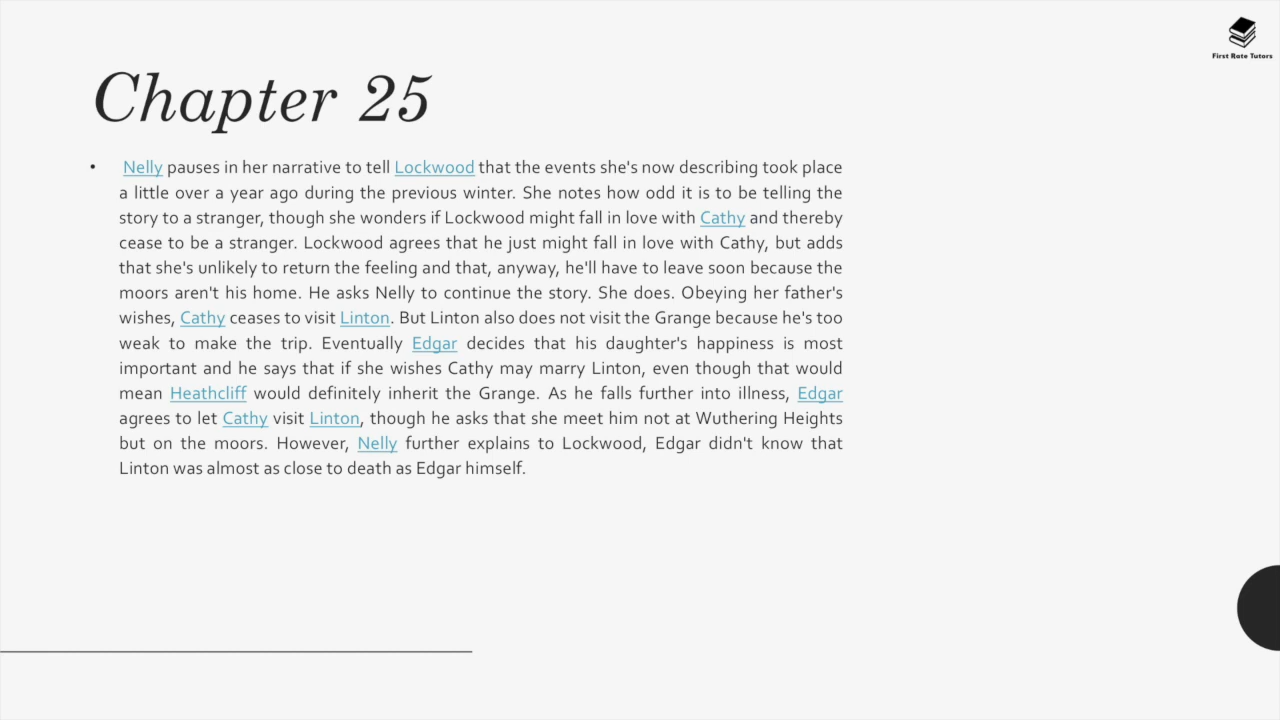 First Rate Tutors
Chapter 25
• Nelly pauses in her narrative to tell Lockwood that the events she's now describing took place
a little over a year ago during the previous winter. She notes how odd it is to be telling the
story to a stranger, though she wonders if Lockwood might fall in love with Cathy and thereby
cease to be a stranger. Lockwood agrees that he just might fall in love with Cathy, but adds
that she's unlikely to return the feeling and that, anyway, he'll have to leave soon because the
moors aren't his home. He asks Nelly to continue the story. She does. Obeying her father's
wishes, Cathy ceases to visit Linton. But Linton also does not visit the Grange because he's too
weak to make the trip. Eventually Edgar decides that his daughter's happiness is most
important and he says that if she wishes Cathy may marry Linton, even though that would
mean Heathcliff would definitely inherit the Grange. As he falls further into illness, Edgar
agrees to let Cathy visit Linton, though he asks that she meet him not at Wuthering Heights
but on the moors. However, Nelly further explains to Lockwood, Edgar didn't know that
Linton was almost as close to death as Edgar himself.